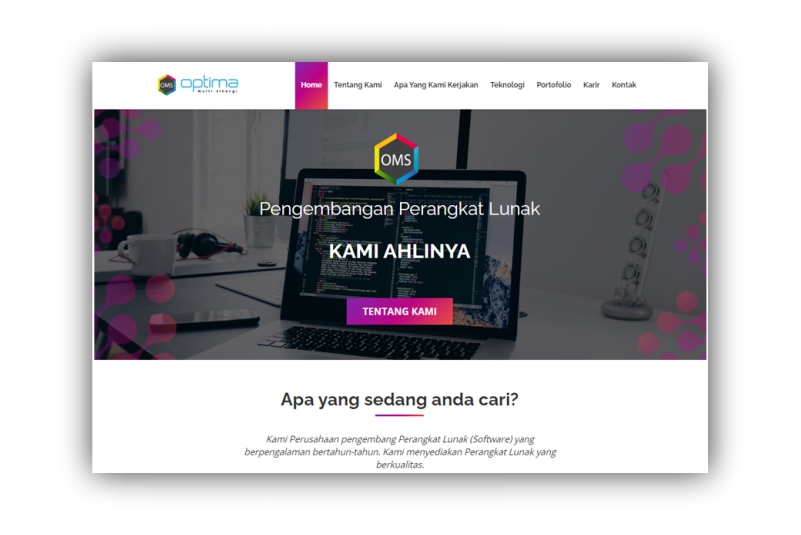 OMS optima
multi sinergi
Home Tentang Kami Apa Yang Kami Kerjakan Teknologi Portofolio Karir Kontak
OMS
Pengembangan Perangkat Lunak
KAMI AHLINYA
TENTANG KAMI
Apa yang sedang anda cari?
Kami Perusahaan pengembang Perangkat Lunak (Software) yang
berpengalaman bertahun-tahun. Kami menyediakan Perangkat Lunak yang
berkualitas.